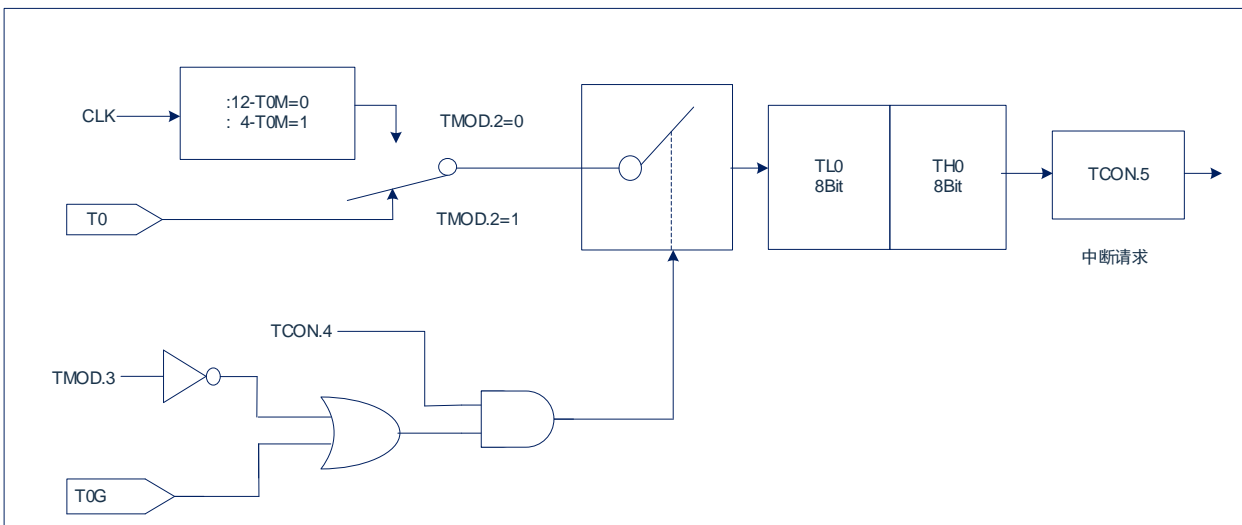 :12-T0M=0
: 4-T0M=1
CLK
TMOD.2=0
T0
TMOD.2=1
TL0
8Bit
TH0
8Bit
TCON.5
中断请求
TCON.4
TMOD.3
T0G